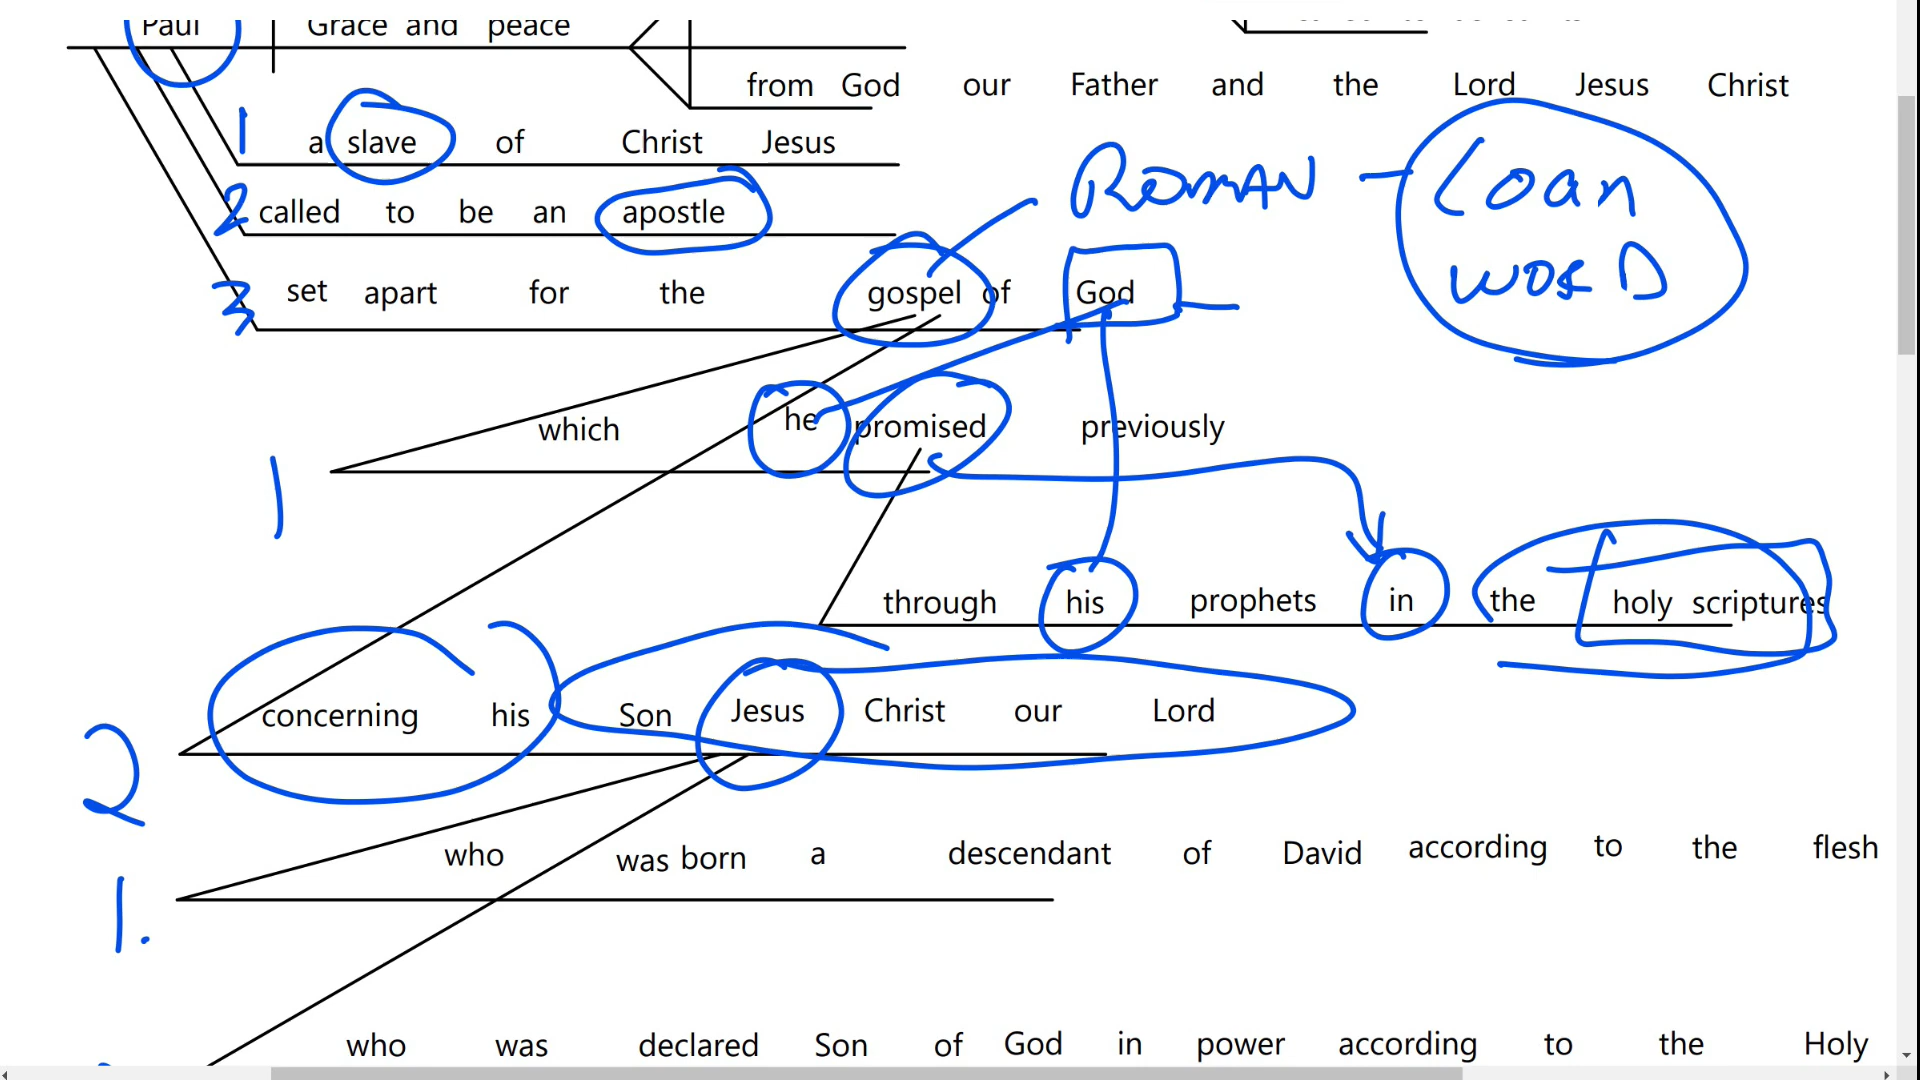 Paul Grace and peace
from God our Father and the Lord Jesus Christ
1 a slave of Christ Jesus
ROMAN - Loan
WORD
2 called to be an apostle
3 set apart for the gospel of God
which he promised previously
1
through his prophets in the holy scriptures
concerning his Son Jesus Christ our Lord
2
who was born a descendant of David according to the flesh
1.
who was declared Son of God in power according to the Holy